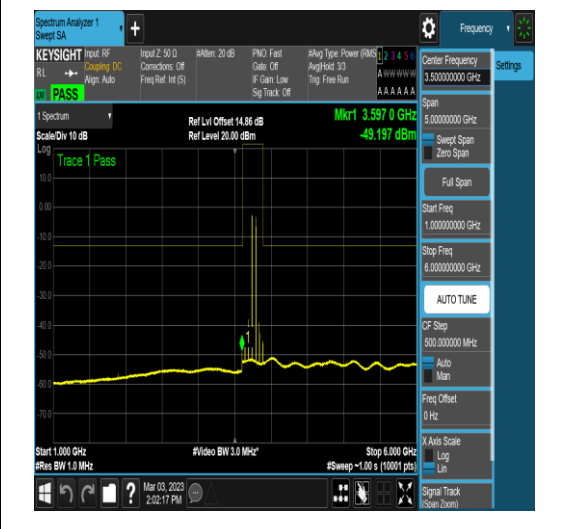 Spectrum Analyzer 1
Swept SA
Frequency
KEYSIGHT
RL
PASS
Input: RF
Coupling: DC
Align: Auto
Input Z: 50 Ω
Corrections: Off
Freq Ref: Int (S)
#Atten: 20 dB
PNO: Fast
Gate: Off
IF Gain: Low
Sig Track: Off
#Avg Type: Power (RMS
Avg|Hold: 3/3
Trig: Free Run
1 2 3 4 5 6
A W W W W W
A A A A A A
1 Spectrum
Scale/Div 10 dB
Ref Lvl Offset 14.86 dB
Ref Level 20.00 dBm
Mkr1 3.597 0 GHz
-49.197 dBm
Log
Trace 1 Pass
10.0
0.00
-10.0
-20.0
-30.0
-40.0
-50.0
-60.0
-70.0
1
Start 1.000 GHz
#Res BW 1.0 MHz
#Video BW 3.0 MHz*
Stop 6.000 GHz
#Sweep ~1.00 s (10001 pts)
Mar 03, 2023
2:02:17 PM
Settings
Center Frequency
3.500000000 GHz
Span
5.00000000 GHz
Swept Span
Zero Span
Full Span
Start Freq
1.000000000 GHz
Stop Freq
6.000000000 GHz
AUTO TUNE
CF Step
500.000000 MHz
Auto
Man
Freq Offset
0 Hz
X Axis Scale
Log
Lin
Signal Track
(Span Zoom)